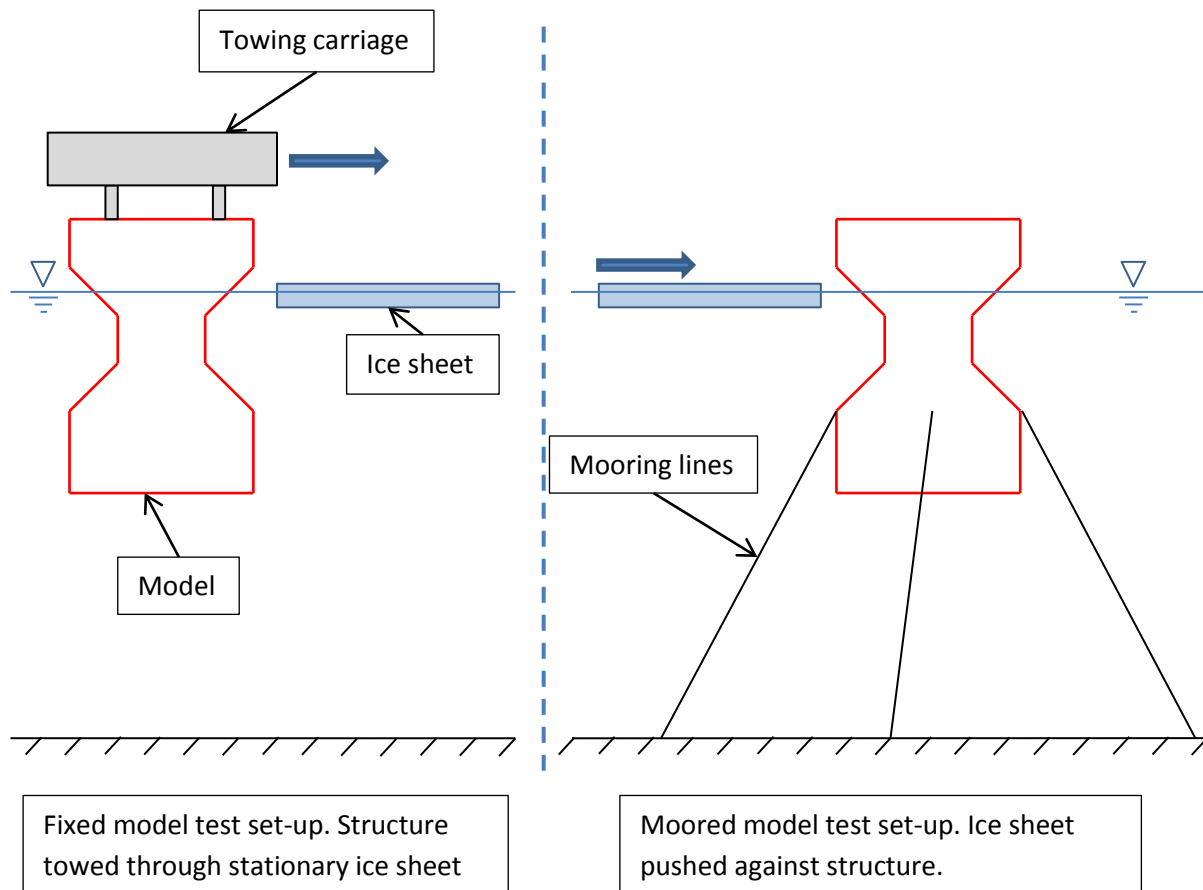 Towing carriage
Ice sheet
Model
Mooring lines
Fixed model test set-up. Structure
towed through stationary ice sheet
Moored model test set-up. Ice sheet
pushed against structure.